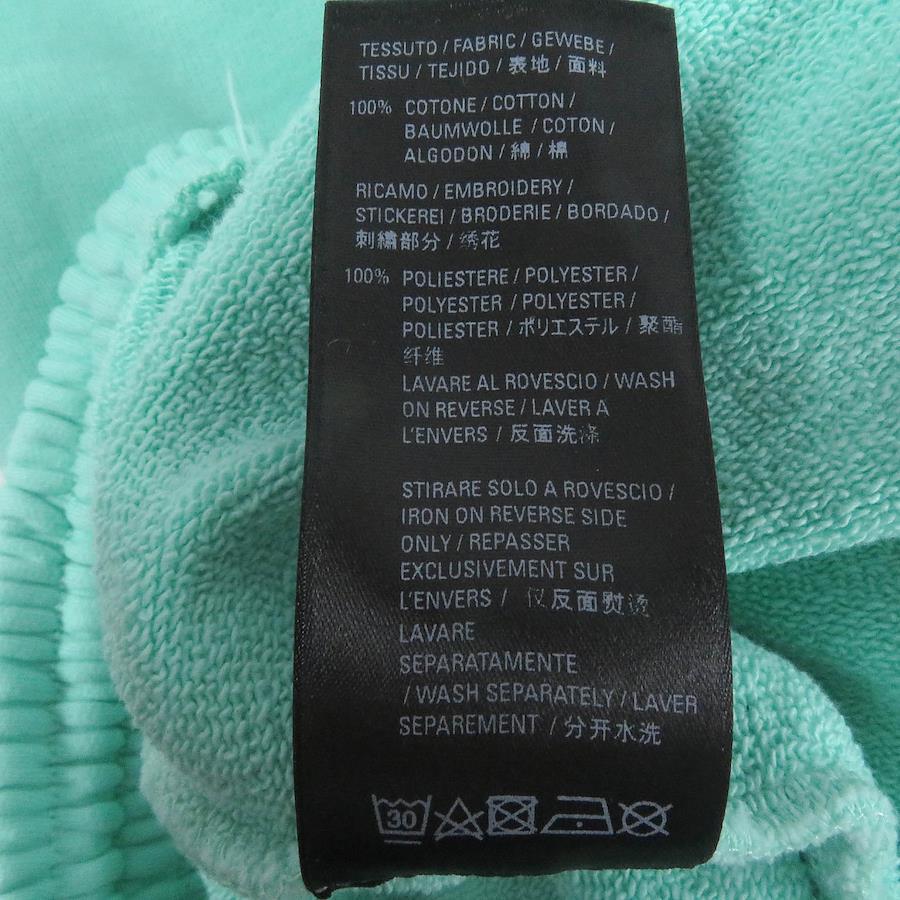 TESSUTO / FABRIC / GEWEBE /
TISSU / TEJIDO / 表地 / 面料
100% COTONE / COTTON /
BAUMWOLLE / COTON /
ALGODON / 綿 / 棉
RICAMO / EMBROIDERY /
STICKEREI / BRODERIE / BORDADO /
刺繍部分 / 绣花
100% POLIESTERE / POLYESTER /
POLYESTER / POLYESTER /
POLIESTER / ポリエステル / 聚酯
纤维
LAVARE AL ROVESCIO / WASH
ON REVERSE / LAVER A
L'ENVERS / 反面洗涤
STIRARE SOLO A ROVESCIO /
IRON ON REVERSE SIDE
ONLY / REPASSER
EXCLUSIVEMENT SUR
L'ENVERS / 仅反面熨烫
LAVARE
SEPARATAMENTE
/ WASH SEPARATELY / LAVER
SEPAREMENT / 分开水洗
30